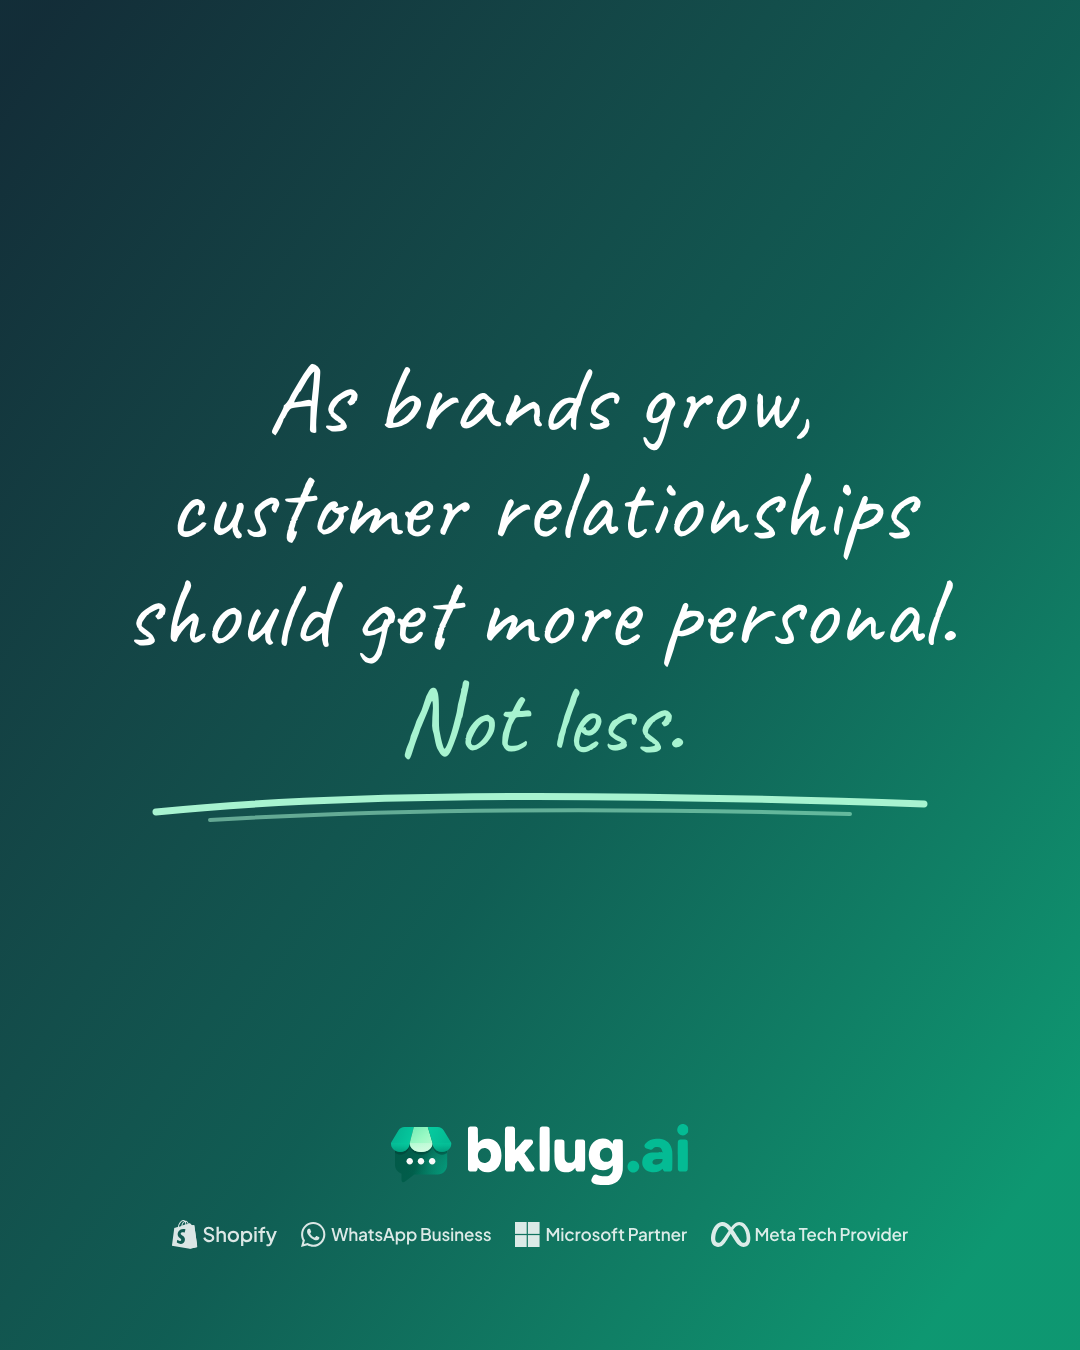 As brands grow,
customer relationships
should get more personal.
Not less.
bklug.ai
Shopify WhatsApp Business Microsoft Partner Meta Tech Provider